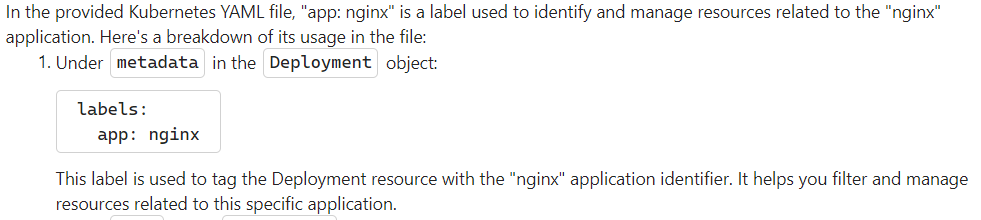 In the provided Kubernetes YAML file, "app: nginx" is a label used to identify and manage resources related to the "nginx"
application. Here's a breakdown of its usage in the file:
1. Under metadata in the Deployment object:
labels:
app: nginx
This label is used to tag the Deployment resource with the "nginx" application identifier. It helps you filter and manage
resources related to this specific application.